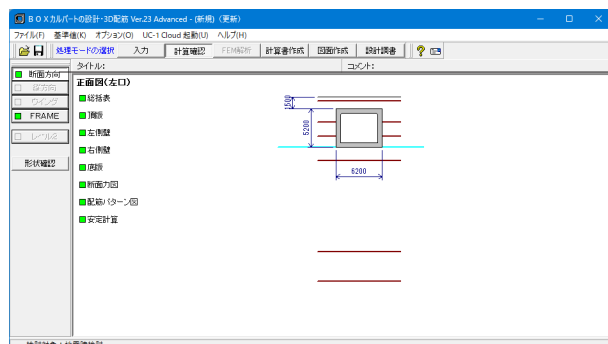 BOXカルバートの設計・3D配筋 Ver.23 Advanced - (新規) (更新)
ファイル(F) 基準値(K) オプション(O) UC-1 Cloud 起動(U) ヘルプ(H)
処理モードの選択 入力 計算確認 FEM解析 計算書作成 図面作成 設計調書
タイトル: コメント:
断面方向 正面図(左口)
縦方向 総括表
ウイング 頂版
FRAME 左側壁
レベル2 右側壁
形状確認 底版
断面力図
配筋パターン図
安定計算
1500
5200
6200